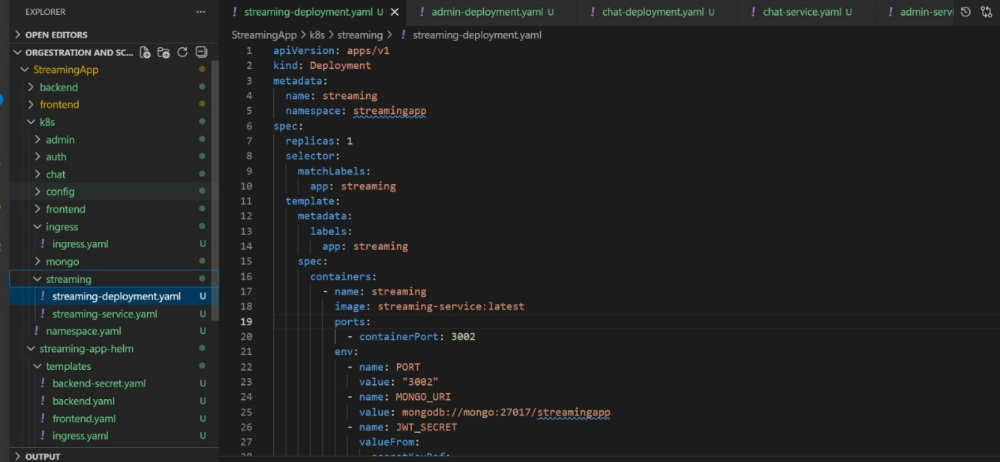 EXPLORER
OPEN EDITORS
ORGESTRATION AND SC...
StreamingApp
backend
frontend
k8s
admin
auth
chat
config
frontend
ingress
! ingress.yaml U
mongo
streaming
! streaming-deployment.yaml U
! streaming-service.yaml U
! namespace.yaml U
streaming-app-helm
templates
! backend-secret.yaml U
! backend.yaml U
! frontend.yaml U
! ingress.yaml U
OUTPUT
! streaming-deployment.yaml U ! admin-deployment.yaml U ! chat-deployment.yaml U ! chat-service.yaml U ! admin-servi
StreamingApp > k8s > streaming > ! streaming-deployment.yaml
1 apiVersion: apps/v1
2 kind: Deployment
3 metadata:
4 name: streaming
5 namespace: streamingapp
6 spec:
7 replicas: 1
8 selector:
9 matchLabels:
10 app: streaming
11 template:
12 metadata:
13 labels:
14 app: streaming
15 spec:
16 containers:
17 - name: streaming
18 image: streaming-service:latest
19 ports:
20 - containerPort: 3002
21 env:
22 - name: PORT
23 value: "3002"
24 - name: MONGO_URI
25 value: mongodb://mongo:27017/streamingapp
26 - name: JWT_SECRET
27 valueFrom:
28 secretKeyRef: